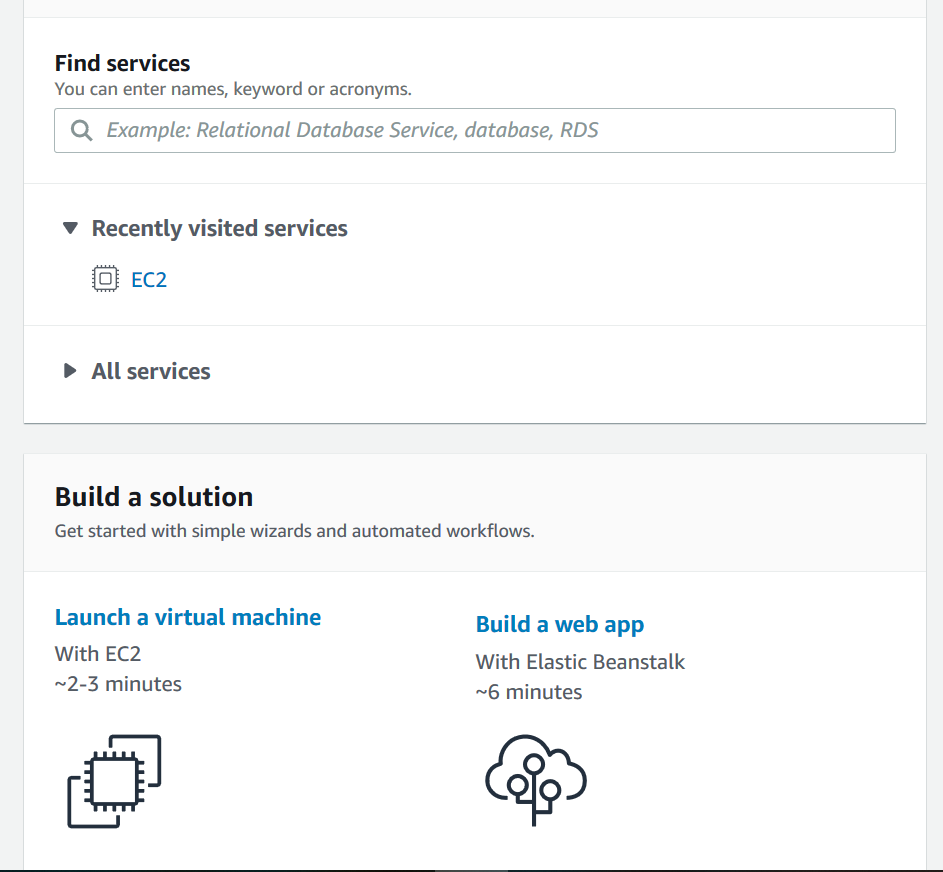 Find services
You can enter names, keyword or acronyms.
Example: Relational Database Service, database, RDS
Recently visited services
EC2
All services
Build a solution
Get started with simple wizards and automated workflows.
Launch a virtual machine
With EC2
~2-3 minutes
Build a web app
With Elastic Beanstalk
~6 minutes